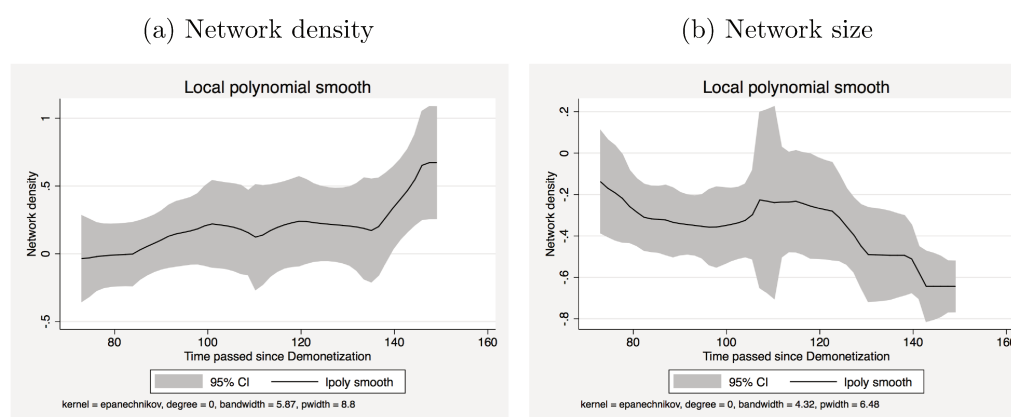 (a) Network density
Local polynomial smooth
Network density
1
.5
0
-.5
80 100 120 140 160
Time passed since Demonetization
95% CI lpoly smooth
kernel = epanechnikov, degree = 0, bandwidth = 5.87, pwidth = 8.8
(b) Network size
Local polynomial smooth
Network density
.2
0
-.2
-.4
-.6
-.8
80 100 120 140 160
Time passed since Demonetization
95% CI lpoly smooth
kernel = epanechnikov, degree = 0, bandwidth = 4.32, pwidth = 6.48